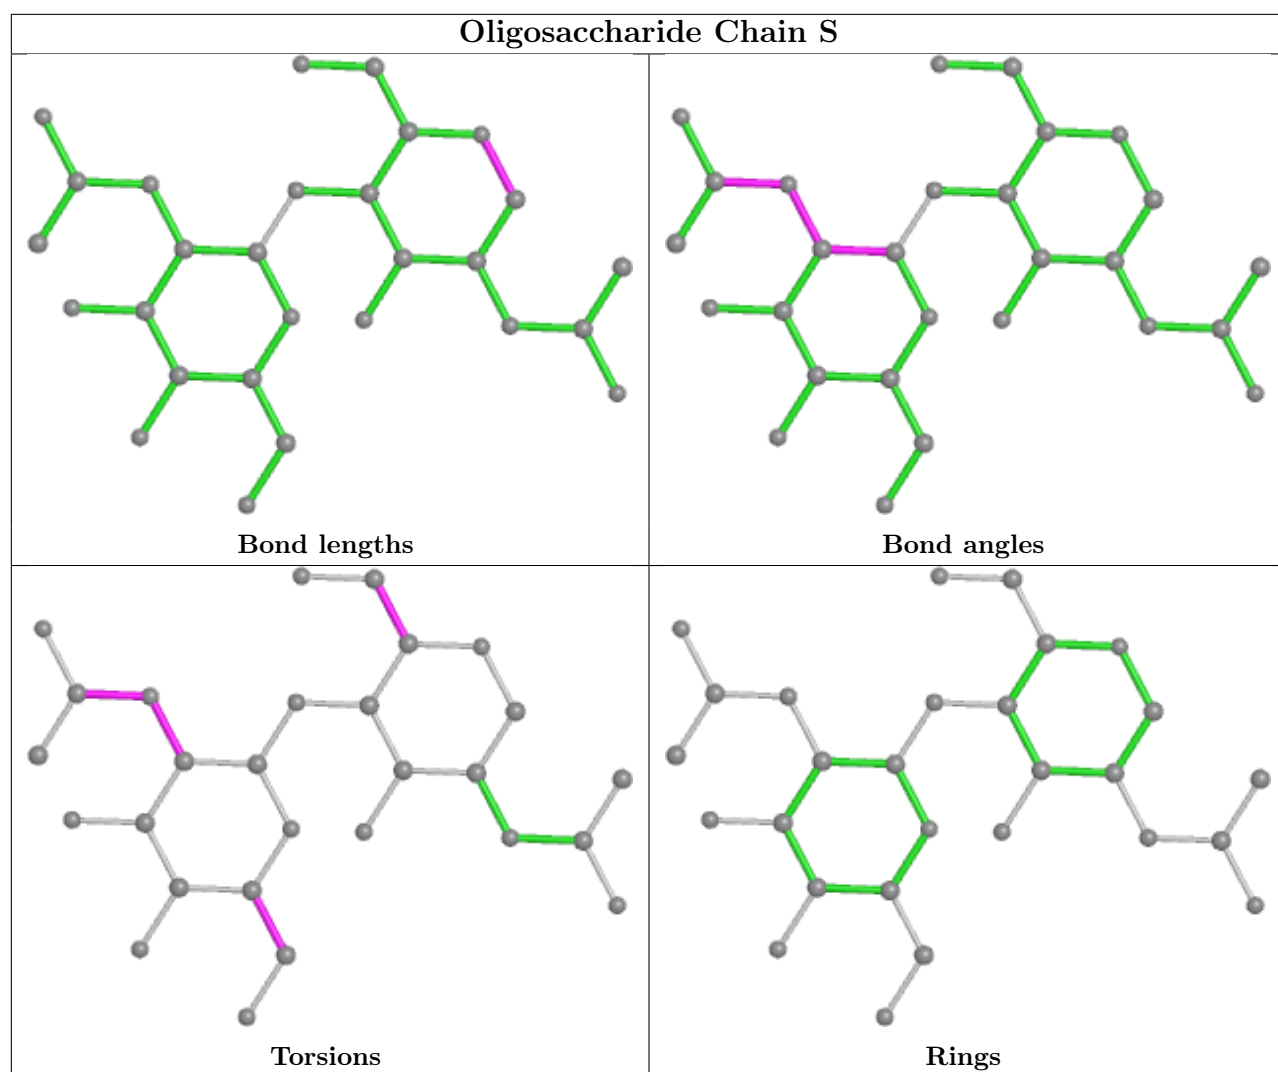 Oligosaccharide Chain S
Bond lengths
Bond angles
Torsions
Rings